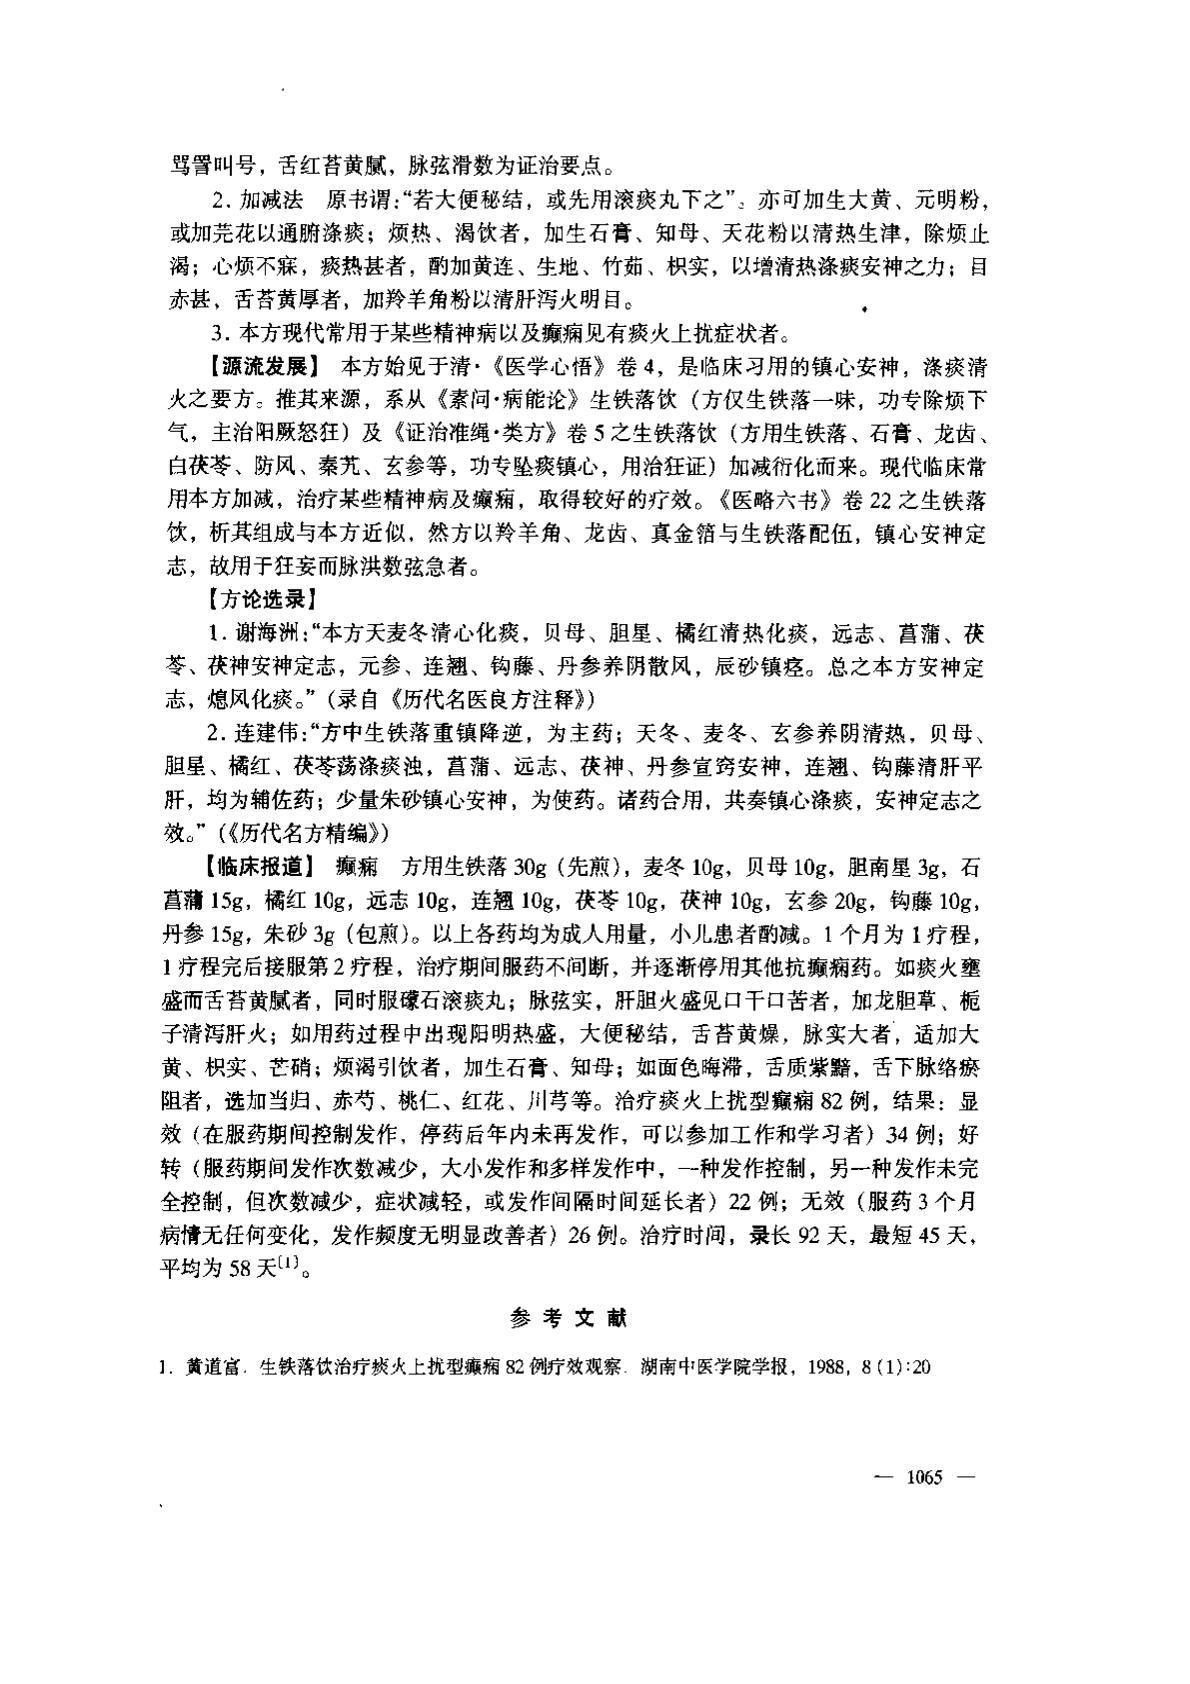 骂詈叫号，舌红苔黄腻，脉弦滑数为证治要点。
2. 加减法　原书谓：“若大便秘结，或先用滚痰丸下之”。亦可加生大黄、元明粉，
或加芫花以通腑涤痰；烦热、渴饮者，加生石膏、知母、天花粉以清热生津，除烦止
渴；心烦不寐，痰热甚者，酌加黄连、生地、竹茹、枳实，以增清热涤痰安神之力；目
赤甚，舌苔黄厚者，加羚羊角粉以清肝泻火明目。
3. 本方现代常用于某些精神病以及癫痫见有痰火上扰症状者。
【源流发展】　本方始见于清·《医学心悟》卷 4，是临床习用的镇心安神，涤痰清
火之要方。推其来源，系从《素问·病能论》生铁落饮（方仅生铁落一味，功专除烦下
气，主治阳厥怒狂）及《证治准绳·类方》卷 5 之生铁落饮（方用生铁落、石膏、龙齿、
白茯苓、防风、秦艽、玄参等，功专坠痰镇心，用治狂证）加减衍化而来。现代临床常
用本方加减，治疗某些精神病及癫痫，取得较好的疗效。《医略六书》卷 22 之生铁落
饮，析其组成与本方近似，然方以羚羊角、龙齿、真金箔与生铁落配伍，镇心安神定
志，故用于狂妄而脉洪数弦急者。
【方论选录】
1. 谢海洲：“本方天麦冬清心化痰，贝母、胆星、橘红清热化痰，远志、菖蒲、茯
苓、茯神安神定志，元参、连翘、钩藤、丹参养阴散风，辰砂镇痉。总之本方安神定
志，熄风化痰。”（录自《历代名医良方注释》）
2. 连建伟：“方中生铁落重镇降逆，为主药；天冬、麦冬、玄参养阴清热，贝母、
胆星、橘红、茯苓荡涤痰浊，菖蒲、远志、茯神、丹参宣窍安神，连翘、钩藤清肝平
肝，均为辅佐药；少量朱砂镇心安神，为使药。诸药合用，共奏镇心涤痰，安神定志之
效。”（《历代名方精编》）
【临床报道】　癫痫　方用生铁落 30g（先煎），麦冬 10g，贝母 10g，胆南星 3g，石
菖蒲 15g，橘红 10g，远志 10g，连翘 10g，茯苓 10g，茯神 10g，玄参 20g，钩藤 10g，
丹参 15g，朱砂 3g（包煎）。以上各药均为成人用量，小儿患者酌减。1 个月为 1 疗程，
1 疗程完后接服第 2 疗程，治疗期间服药不间断，并逐渐停用其他抗癫痫药。如痰火壅
盛而舌苔黄腻者，同时服礞石滚痰丸；脉弦实，肝胆火盛见口干口苦者，加龙胆草、栀
子清泻肝火；如用药过程中出现阳明热盛，大便秘结，舌苔黄燥，脉实大者，适加大
黄、枳实、芒硝；烦渴引饮者，加生石膏、知母；如面色晦滞，舌质紫黯，舌下脉络瘀
阻者，选加当归、赤芍、桃仁、红花、川芎等。治疗痰火上扰型癫痫 82 例，结果：显
效（在服药期间控制发作，停药后年内未再发作，可以参加工作和学习者）34 例；好
转（服药期间发作次数减少，大小发作和多样发作中，一种发作控制，另一种发作未完
全控制，但次数减少，症状减轻，或发作间隔时间延长者）22 例；无效（服药 3 个月
病情无任何变化，发作频度无明显改善者）26 例。治疗时间，录长 92 天，最短 45 天，
平均为 58 天〔1〕。
参 考 文 献
1. 黄道富．生铁落饮治疗痰火上扰型癫痫 82 例疗效观察．湖南中医学院学报，1988，8 (1)：20
— 1065 —